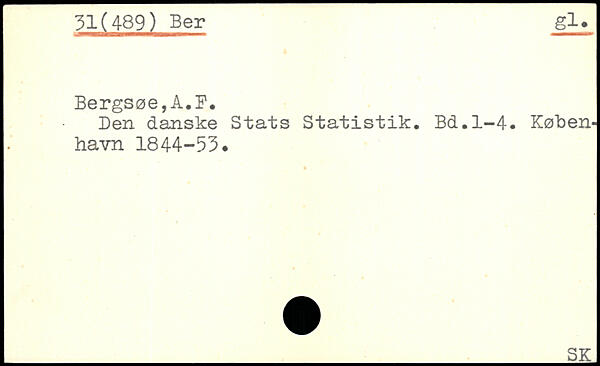 31(489) Ber gl.
Bergsøe,A.F.
Den danske Stats Statistik. Bd.1-4. Køben-
havn 1844-53.
SK